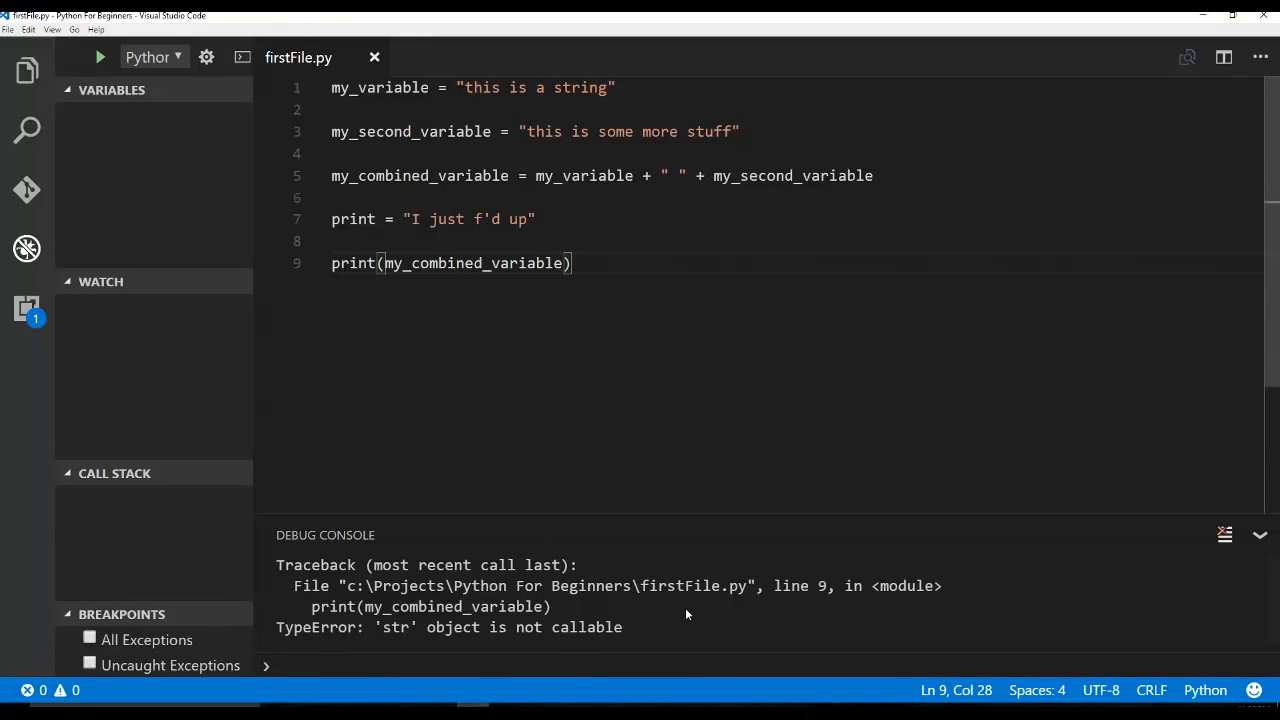 firstFile.py - Python For Beginners - Visual Studio Code
File Edit View Go Help
Python
firstFile.py
VARIABLES
WATCH
CALL STACK
BREAKPOINTS
All Exceptions
Uncaught Exceptions
1
1 my_variable = "this is a string"
2
3 my_second_variable = "this is some more stuff"
4
5 my_combined_variable = my_variable + " " + my_second_variable
6
7 print = "I just f'd up"
8
9 print(my_combined_variable)
DEBUG CONSOLE
Traceback (most recent call last):
File "c:\Projects\Python For Beginners\firstFile.py", line 9, in <module>
print(my_combined_variable)
TypeError: 'str' object is not callable
0 0
Ln 9, Col 28 Spaces: 4 UTF-8 CRLF Python